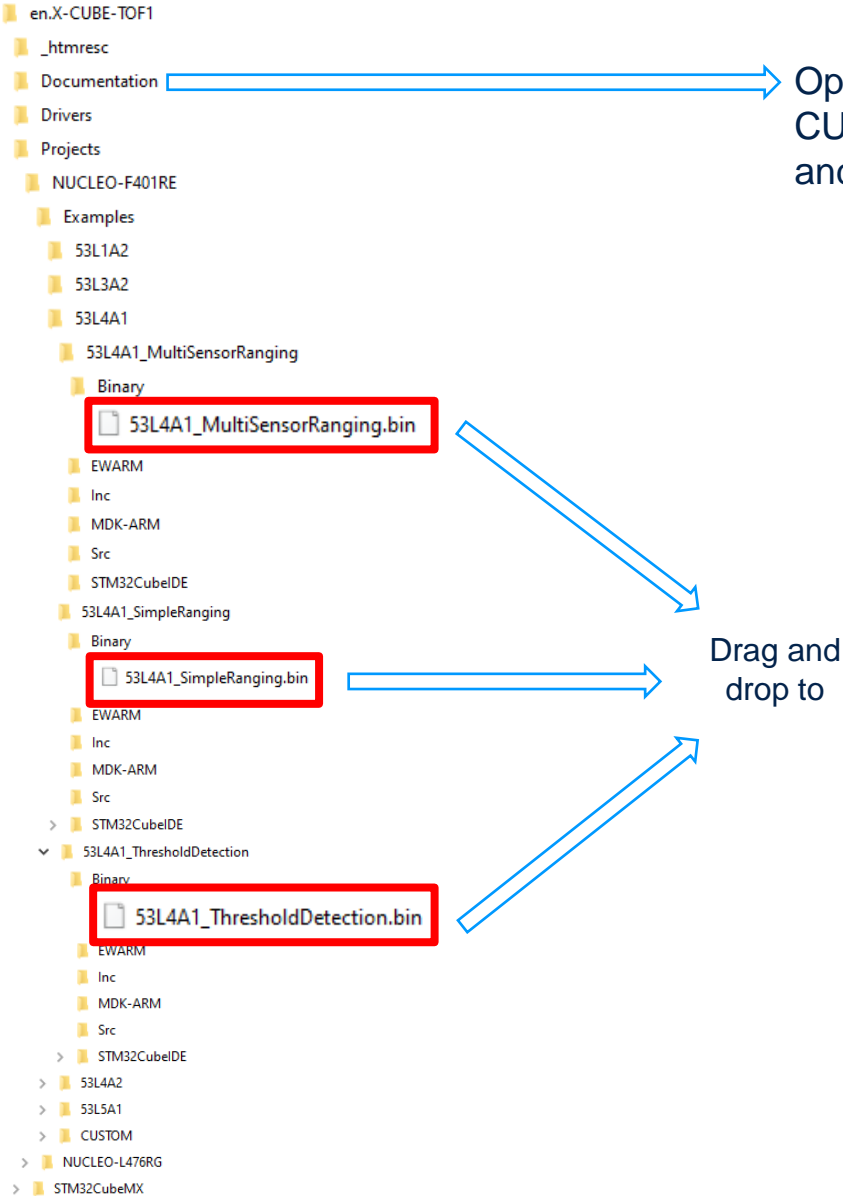 en.X-CUBE-TOF1
_htmresc
Documentation
Op
CU
and
Drivers
Projects
NUCLEO-F401RE
Examples
53L1A2
53L3A2
53L4A1
53L4A1_MultiSensorRanging
Binary
53L4A1_MultiSensorRanging.bin
EWARM
Inc
MDK-ARM
Src
STM32CubeIDE
53L4A1_SimpleRanging
Binary
53L4A1_SimpleRanging.bin
Drag and
drop to
EWARM
Inc
MDK-ARM
Src
STM32CubeIDE
53L4A1_ThresholdDetection
Binary
53L4A1_ThresholdDetection.bin
EWARM
Inc
MDK-ARM
Src
STM32CubeIDE
53L4A2
53L5A1
CUSTOM
NUCLEO-L476RG
STM32CubeMX